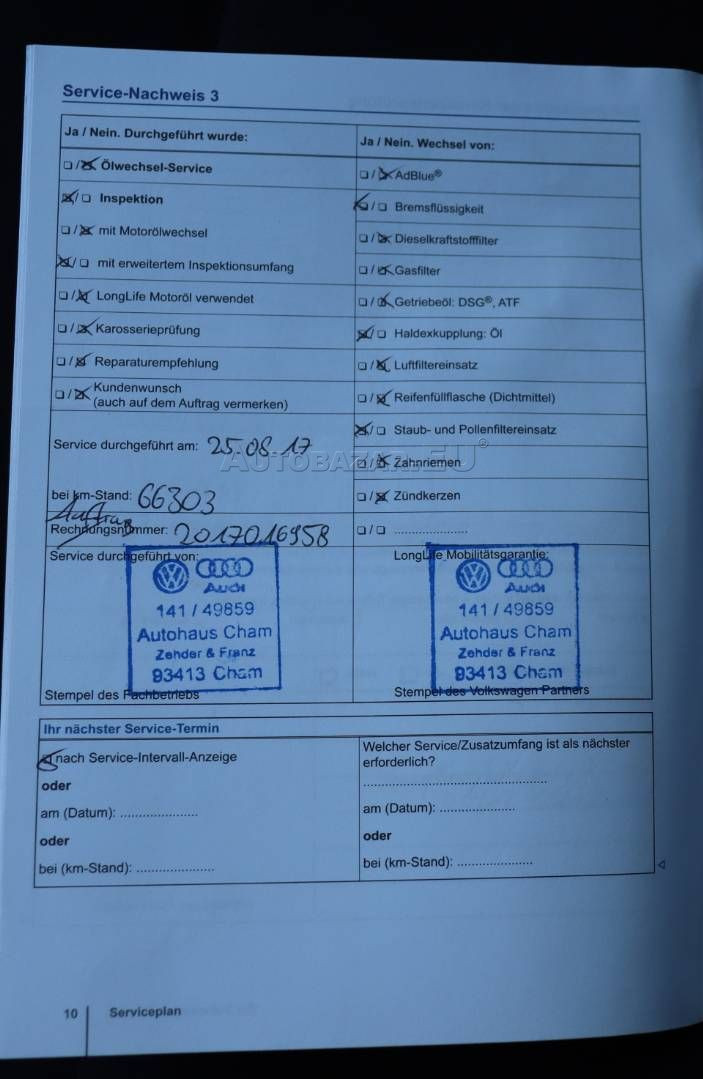 Service-Nachweis 3
Ja / Nein. Durchgeführt wurde:
☐/☒ Ölwechsel-Service
☒/☐ Inspektion
☐/☒ mit Motorölwechsel
☒/☐ mit erweitertem Inspektionsumfang
☐/☒ LongLife Motoröl verwendet
☐/☒ Karosserieprüfung
☐/☒ Reparaturempfehlung
☐/☒ Kundenwunsch
(auch auf dem Auftrag vermerken)
Service durchgeführt am: 25.08.17
bei km-Stand: 66303
Auftrag
Rechnungsnummer: 2017016958
Service durchgeführt von:
Audi
141 / 49859
Autohaus Cham
Zehder & Franz
93413 Cham
Stempel des Fachbetriebs
Ja / Nein. Wechsel von:
☐/☒ AdBlue®
☒/☐ Bremsflüssigkeit
☐/☒ Dieselkraftstofffilter
☐/☒ Gasfilter
☐/☒ Getriebeöl: DSG®, ATF
☒/☐ Haldexkupplung: Öl
☐/☒ Luftfiltereinsatz
☐/☒ Reifenfüllflasche (Dichtmittel)
☒/☐ Staub- und Pollenfiltereinsatz
☐/☒ Zahnriemen
☐/☒ Zündkerzen
☐/☐ .....................
LongLife Mobilitätsgarantie:
Audi
141 / 49859
Autohaus Cham
Zehder & Franz
93413 Cham
Stempel des Volkswagen Partners
AUTOBAZAR.EU®
Ihr nächster Service-Termin
☒ nach Service-Intervall-Anzeige
oder
am (Datum): ......................
oder
bei (km-Stand): ......................
Welcher Service/Zusatzumfang ist als nächster
erforderlich?
....................................................
am (Datum): .....................
oder
bei (km-Stand): .....................
10 Serviceplan